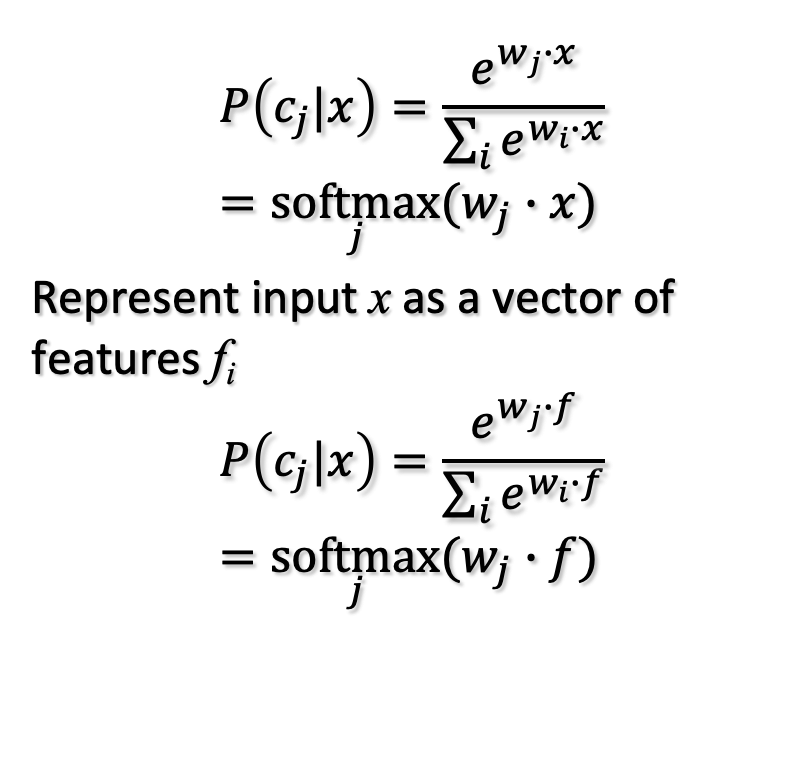 P(c_j|x) = e^{w_j·x} / ∑_i e^{w_i·x}
= softmax_j(w_j · x)
Represent input x as a vector of
features f_i
P(c_j|x) = e^{w_j·f} / ∑_i e^{w_i·f}
= softmax_j(w_j · f)